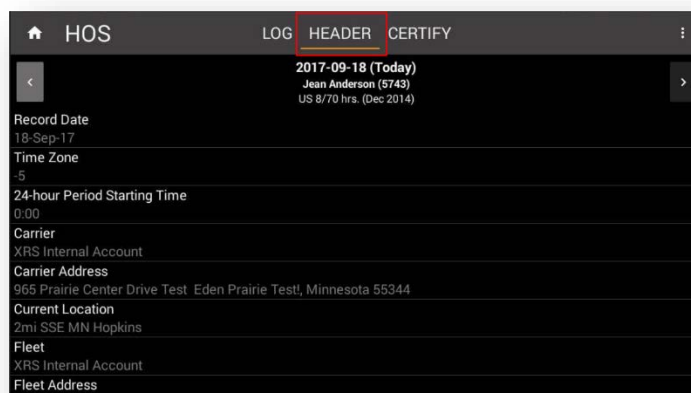 HOS LOG HEADER CERTIFY
2017-09-18 (Today)
Jean Anderson (5743)
US 8/70 hrs. (Dec 2014)
Record Date
18-Sep-17
Time Zone
-5
24-hour Period Starting Time
0:00
Carrier
XRS Internal Account
Carrier Address
965 Prairie Center Drive Test Eden Prairie Test!, Minnesota 55344
Current Location
2mi SSE MN Hopkins
Fleet
XRS Internal Account
Fleet Address